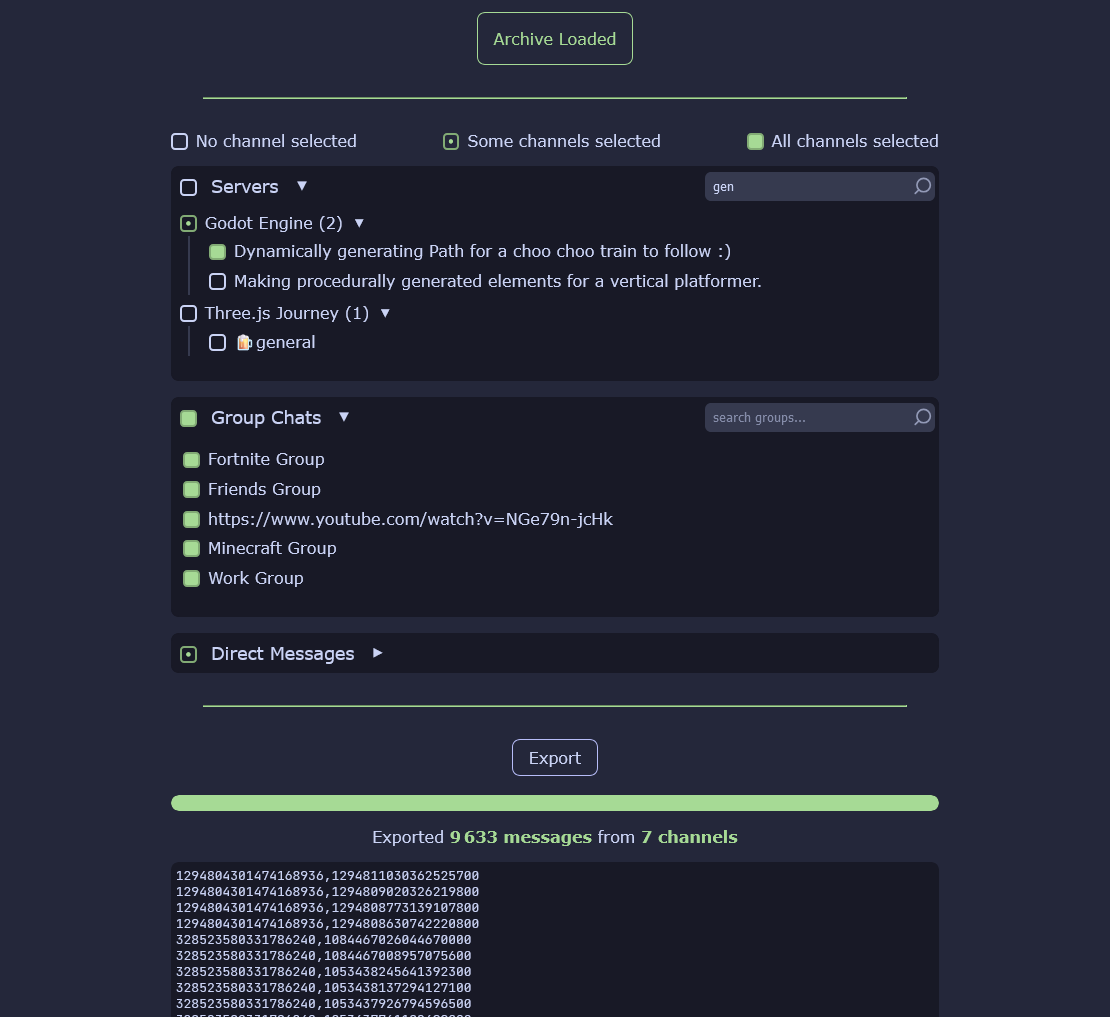 Archive Loaded
No channel selected
Some channels selected
All channels selected
Servers ▼
gen
Godot Engine (2) ▼
Dynamically generating Path for a choo choo train to follow :)
Making procedurally generated elements for a vertical platformer.
Three.js Journey (1) ▼
🍺general
Group Chats ▼
search groups...
Fortnite Group
Friends Group
https://www.youtube.com/watch?v=NGe79n-jcHk
Minecraft Group
Work Group
Direct Messages ►
Export
Exported 9 633 messages from 7 channels
1294804301474168936,1294811030362525700
1294804301474168936,1294809020326219800
1294804301474168936,1294808773139107800
1294804301474168936,1294808630742220800
328523580331786240,1084467026044670000
328523580331786240,1084467008957075600
328523580331786240,1053438245641392300
328523580331786240,1053438137294127100
328523580331786240,1053437926794596500